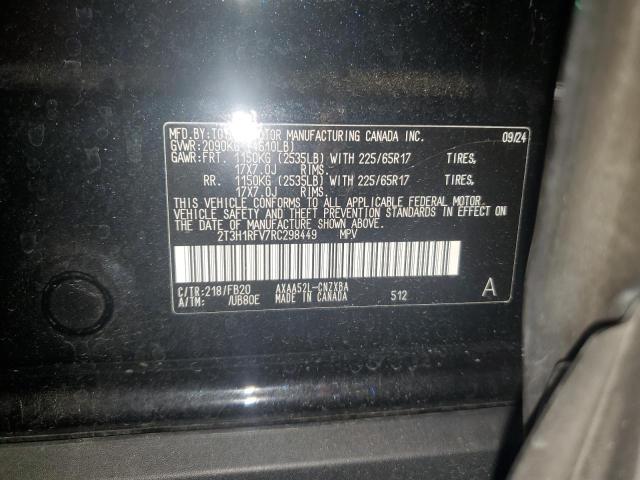 MFD.BY: MOTOR MANUFACTURING CANADA INC. 09/24
GVWR: 2090KG 4610LB)
GAWR:FRT. 1150KG (2535LB) WITH 225/65R17 TIRES,
17X7.0J RIMS.
RR. 1150KG (2535LB) WITH 225/65R17 TIRES,
17X7.0J RIMS.
THIS VEHICLE CONFORMS TO ALL APPLICABLE FEDERAL MOTOR
VEHICLE SAFETY AND THEFT PREVENTION STANDARDS IN EFFECT ON
THE DATE OF MANUFACTURE SHOWN ABOVE.
2T3H1RFV7RC298449 MPV
C/TR:218/FB20 AXAA52L-CNZXBA
A/TM: /UB80E MADE IN CANADA 512 A